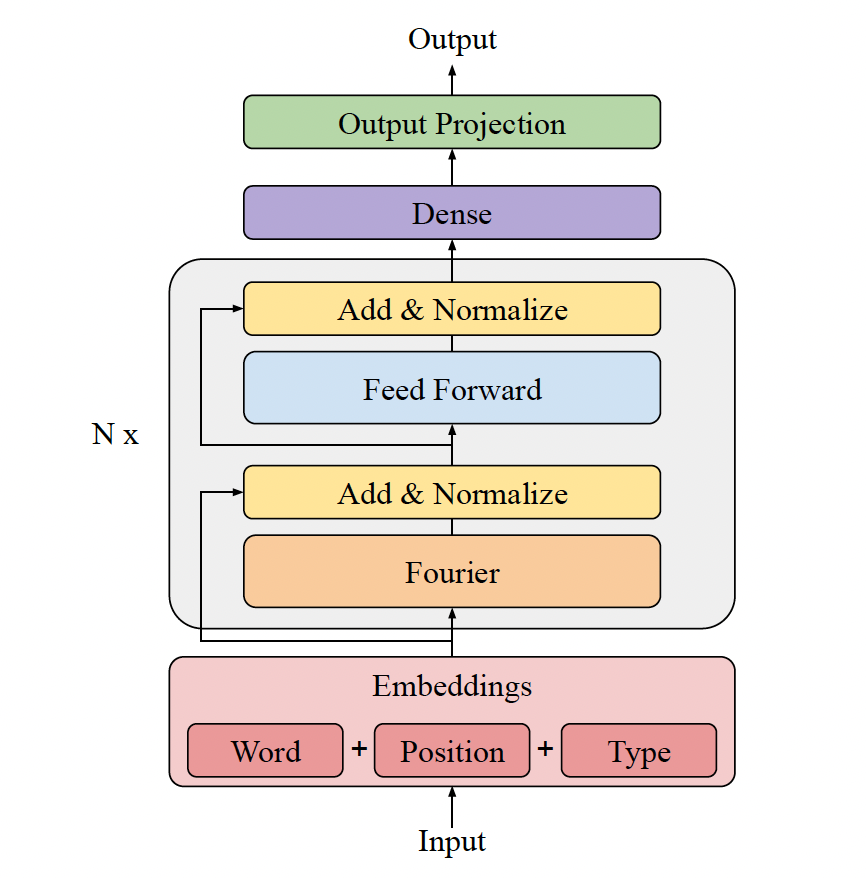 Output
Output Projection
Dense
Add & Normalize
Feed Forward
N x
Add & Normalize
Fourier
Embeddings
Word + Position + Type
Input